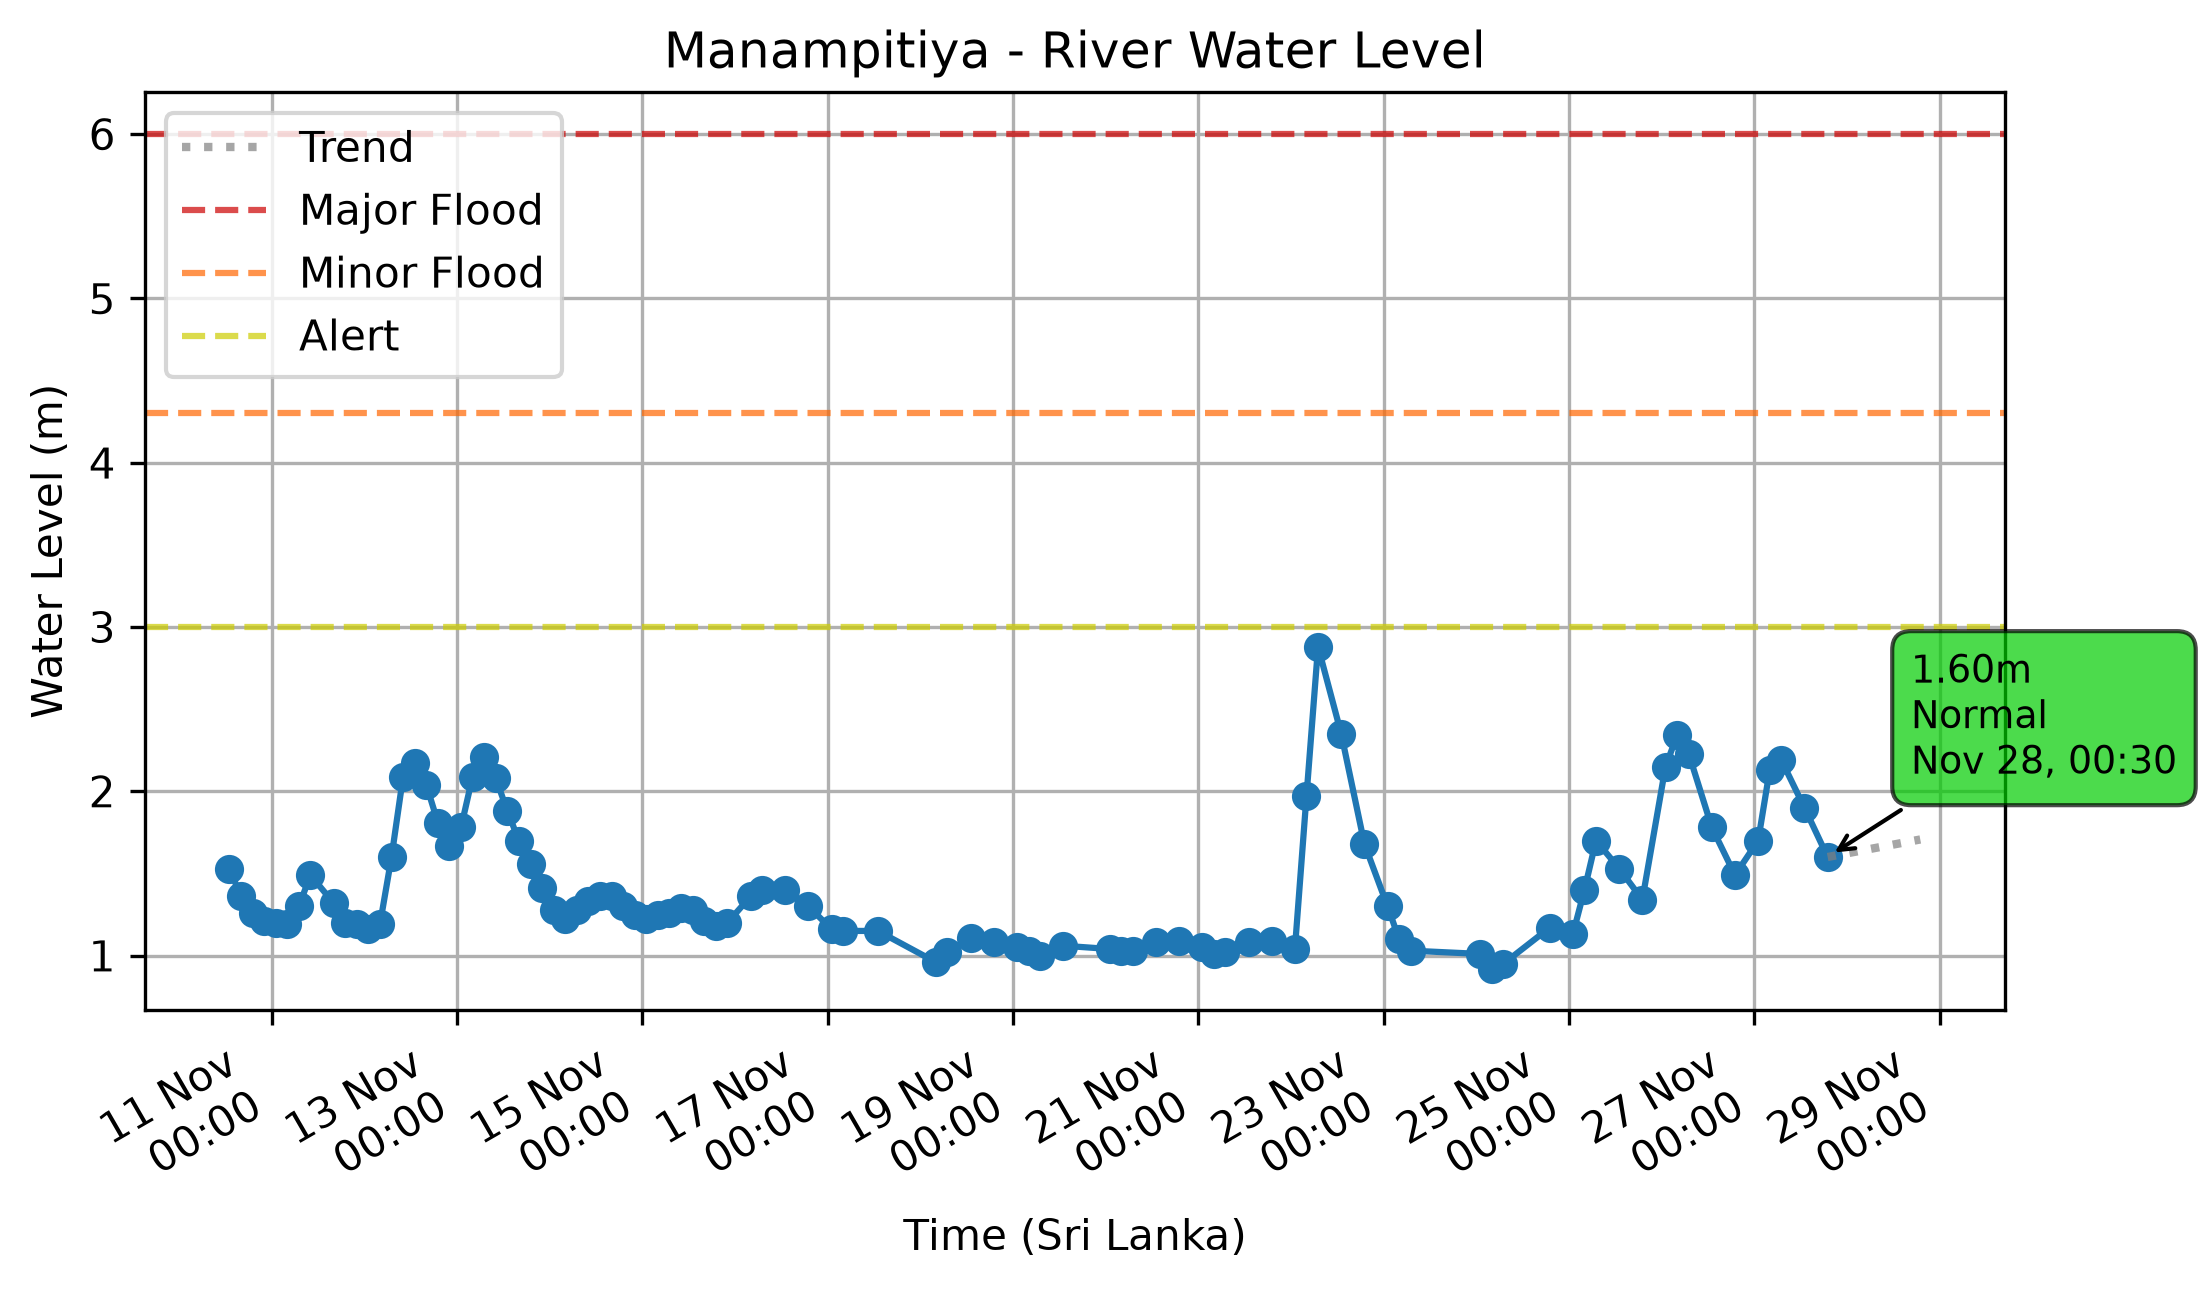 Manampitiya - River Water Level
Trend
Major Flood
Minor Flood
Alert
6
5
4
3
2
1
Water Level (m)
1.60m
Normal
Nov 28, 00:30
11 Nov
00:00
13 Nov
00:00
15 Nov
00:00
17 Nov
00:00
19 Nov
00:00
21 Nov
00:00
23 Nov
00:00
25 Nov
00:00
27 Nov
00:00
29 Nov
00:00
Time (Sri Lanka)